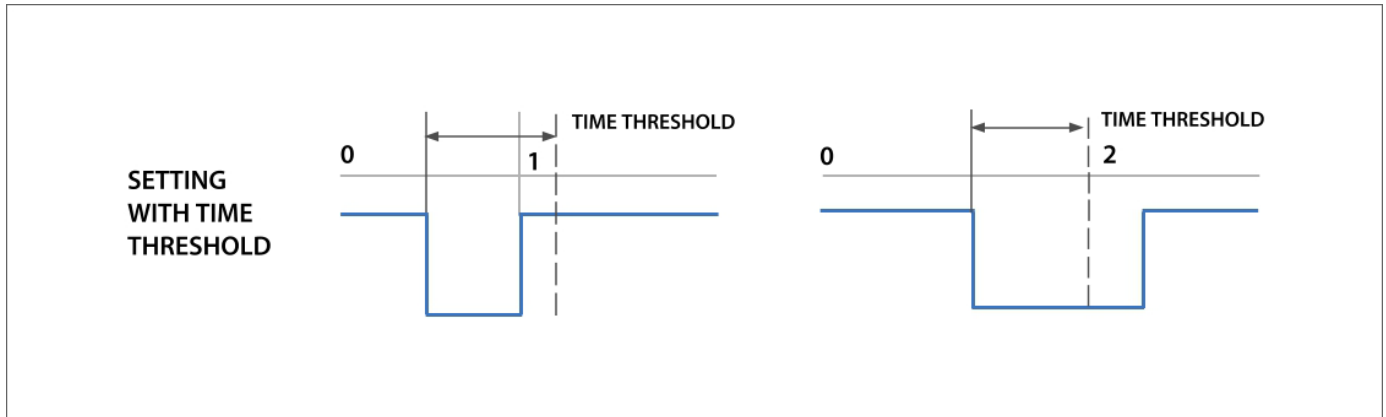 SETTING
WITH TIME
THRESHOLD
0
1
TIME THRESHOLD
0
2
TIME THRESHOLD